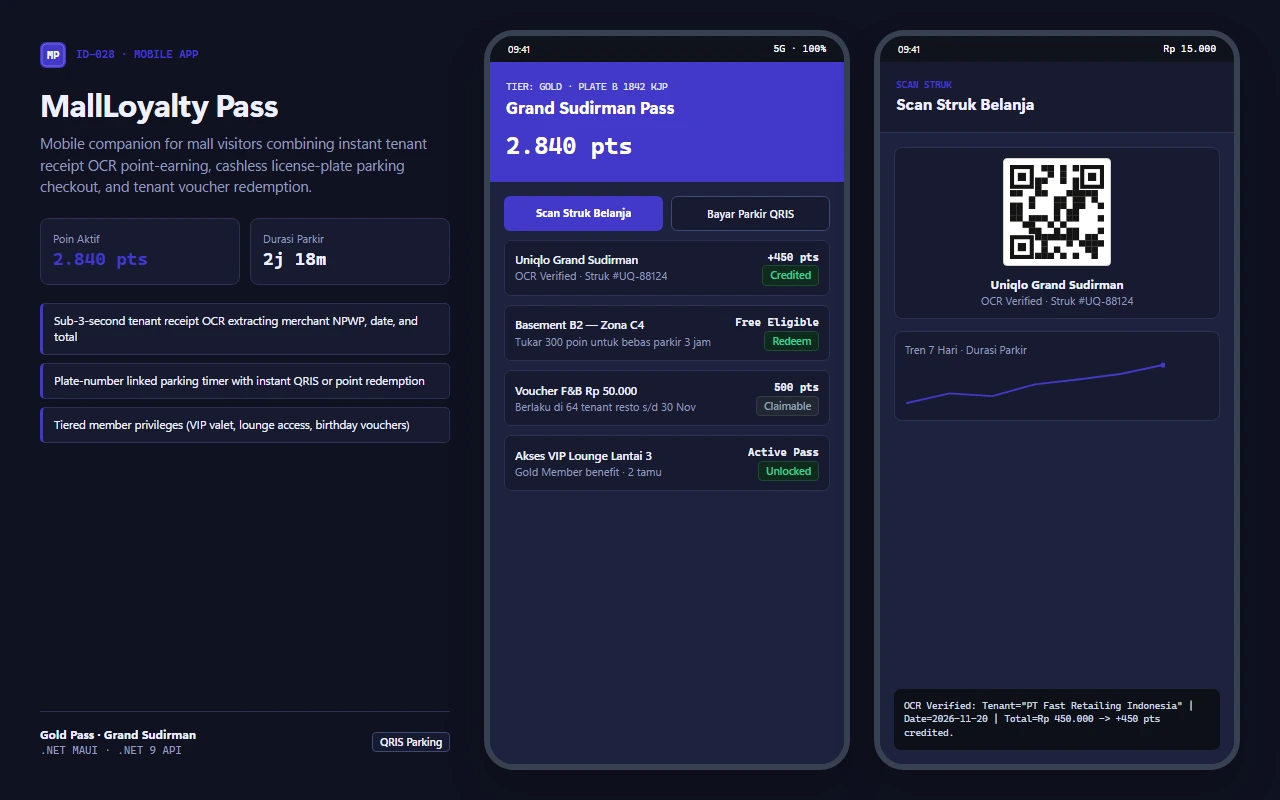 MP
ID-028 · MOBILE APP
MallLoyalty Pass
Mobile companion for mall visitors combining instant tenant
receipt OCR point-earning, cashless license-plate parking
checkout, and tenant voucher redemption.
Poin Aktif
2.840 pts
Durasi Parkir
2j 18m
Sub-3-second tenant receipt OCR extracting merchant NPWP, date, and
total
Plate-number linked parking timer with instant QRIS or point redemption
Tiered member privileges (VIP valet, lounge access, birthday vouchers)
Gold Pass · Grand Sudirman
.NET MAUI · .NET 9 API
QRIS Parking
09:41
5G · 100%
TIER: GOLD · PLATE B 1842 KJP
Grand Sudirman Pass
2.840 pts
Scan Struk Belanja
Bayar Parkir QRIS
Uniqlo Grand Sudirman
OCR Verified · Struk #UQ-88124
+450 pts
Credited
Basement B2 — Zona C4
Tukar 300 poin untuk bebas parkir 3 jam
Free Eligible
Redeem
Voucher F&B Rp 50.000
Berlaku di 64 tenant resto s/d 30 Nov
500 pts
Claimable
Akses VIP Lounge Lantai 3
Gold Member benefit · 2 tamu
Active Pass
Unlocked
09:41
Rp 15.000
SCAN STRUK
Scan Struk Belanja
Uniqlo Grand Sudirman
OCR Verified · Struk #UQ-88124
Tren 7 Hari · Durasi Parkir
OCR Verified: Tenant="PT Fast Retailing Indonesia" |
Date=2026-11-20 | Total=Rp 450.000 -> +450 pts
credited.